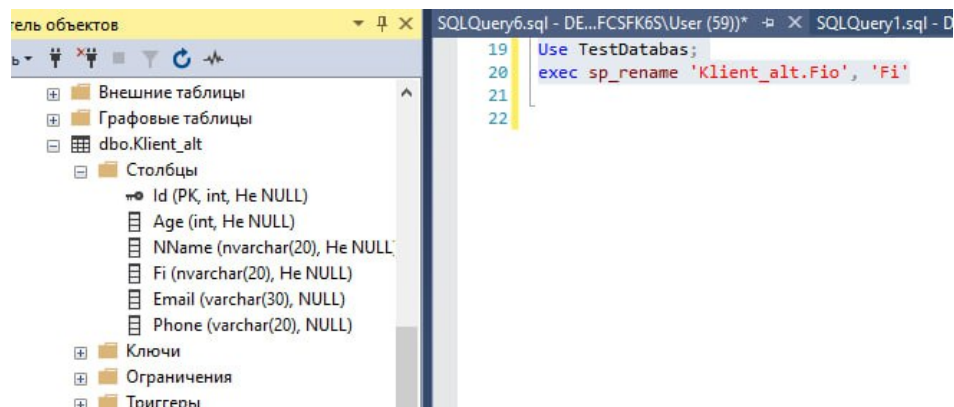 тель объектов
SQLQuery6.sql - DE...FCSFK6S\User (59))*
SQLQuery1.sql - D
ь
Внешние таблицы
Графовые таблицы
dbo.Klient_alt
Столбцы
Id (PK, int, Не NULL)
Age (int, Не NULL)
NName (nvarchar(20), Не NULL
Fi (nvarchar(20), Не NULL)
Email (varchar(30), NULL)
Phone (varchar(20), NULL)
Ключи
Ограничения
Триггеры
19 Use TestDatabas;
20 exec sp_rename 'Klient_alt.Fio', 'Fi'
21
22